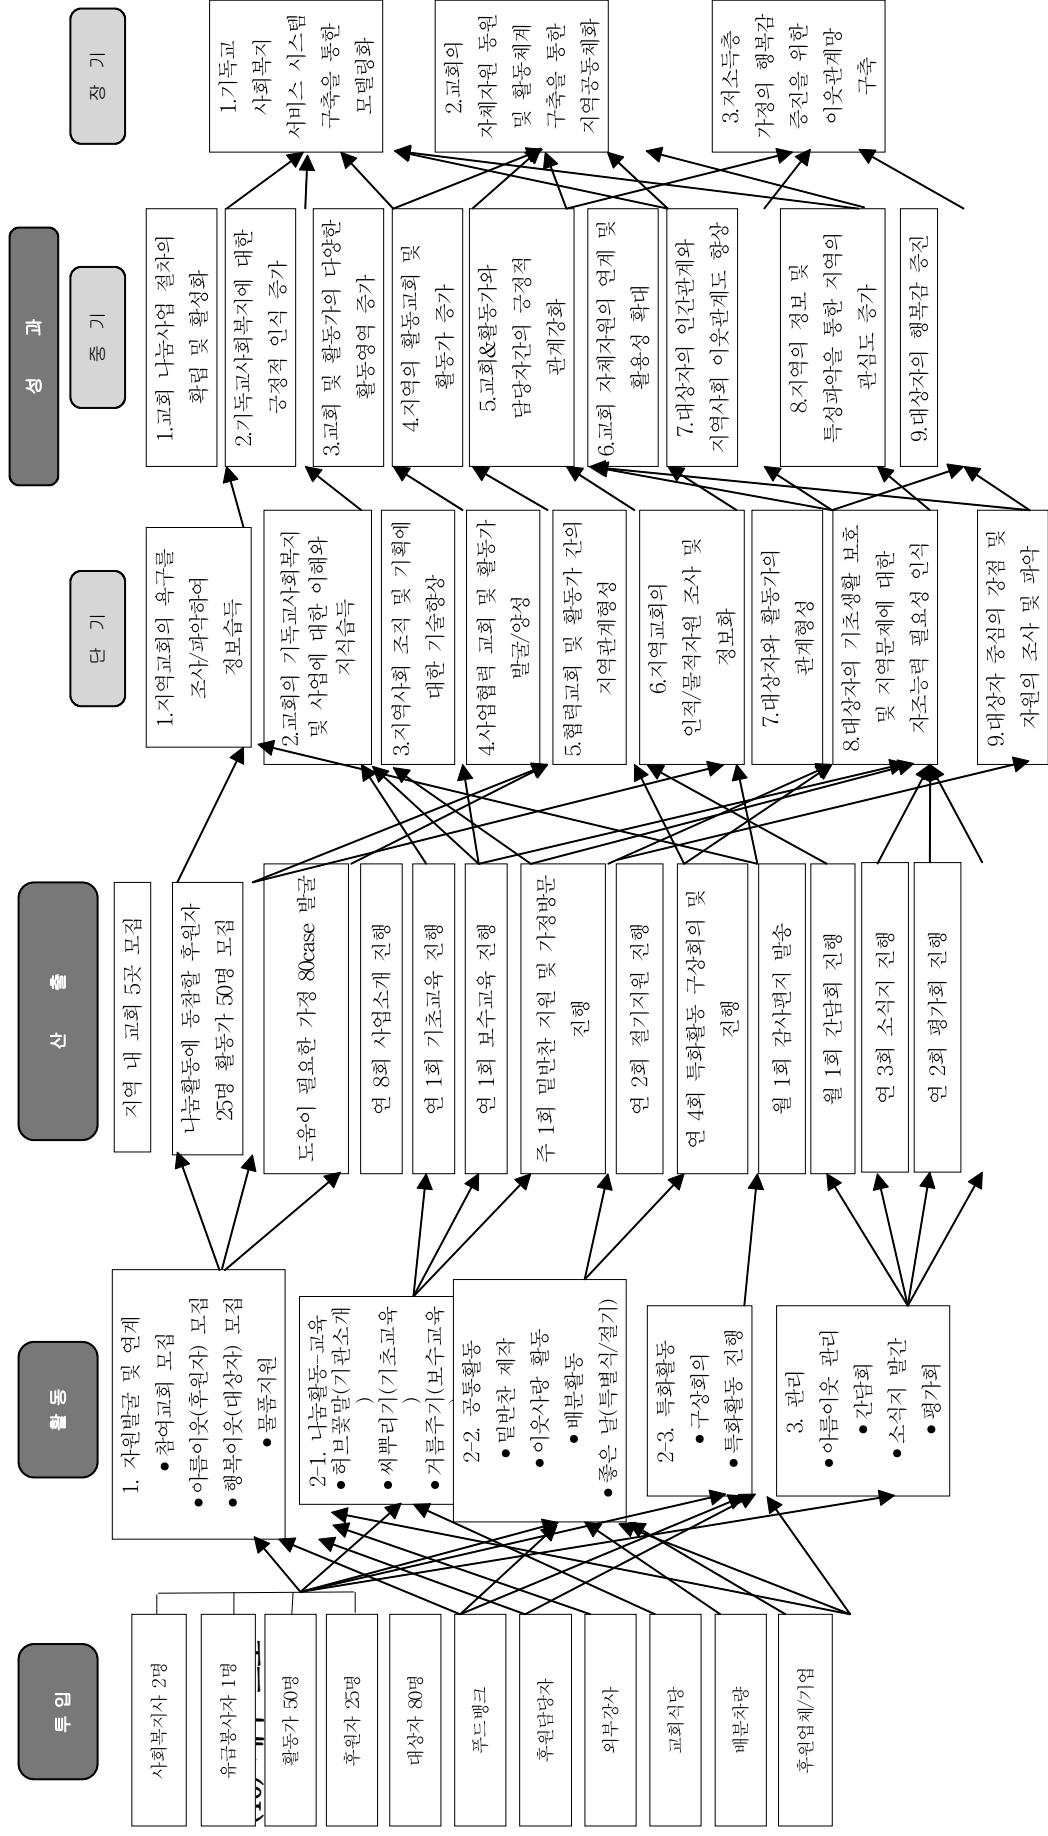 투입
사회복지사 2명
유급봉사자 1명
활동가 50명
후원자 25명
대상자 80명
푸드뱅크
후원담당자
외부강사
교회식당
배분차량
후원업체/기업
활동
1. 자원발굴 및 연계
●참여교회 모집
●아름이웃(후원자) 모집
●행복이웃(대상자) 모집
●물품지원
2-1. 나눔활동-교육
●허브꽃말(기관소개
)
●씨뿌리기(기초교육
)
●거름주기(보수교육
2-2. 공통활동
●밑반찬 제작
●이웃사랑 활동
●배분활동
●좋은 날(특별식/절기)
2-3. 특화활동
●구상회의
●특화활동 진행
3. 관리
●아름이웃 관리
●간담회
●소식지 발간
●평가회
산 출
지역 내 교회 5곳 모집
나눔활동에 동참할 후원자
25명 활동가 50명 모집
도움이 필요한 가정 80case 발굴
연 8회 사업소개 진행
연 1회 기초교육 진행
연 1회 보수교육 진행
주 1회 밑반찬 지원 및 가정방문
진행
연 2회 절기지원 진행
연 4회 특화활동 구상회의 및
진행
월 1회 감사편지 발송
월 1회 간담회 진행
연 3회 소식지 진행
연 2회 평가회 진행
성 과
단 기
1.지역교회의 욕구를
조사/파악하여
정보습득
2.교회의 기독교사회복지
및 사업에 대한 이해와
지식습득
3.지역사회 조직 및 기획에
대한 기술향상
4.사업협력 교회 및 활동가
발굴/양성
5.협력교회 및 활동가 간의
지역관계형성
6.지역교회의
인적/물적자원 조사 및
정보화
7.대상자와 활동가의
관계형성
8.대상자의 기초생활 보호
및 지역문제에 대한
자조능력 필요성 인식
9.대상자 중심의 강점 및
자원의 조사 및 파악
중 기
1.교회 나눔사업 절차의
확립 및 활성화
2.기독교사회복지에 대한
긍정적 인식 증가
3.교회 및 활동가의 다양한
활동영역 증가
4.지역의 활동교회 및
활동가 증가
5.교회&활동가와
담당자간의 긍정적
관계강화
6.교회 자체자원의 연계 및
활용성 확대
7.대상자의 인간관계와
지역사회 이웃관계도 향상
8.지역의 정보 및
특성파악을 통한 지역의
관심도 증가
9.대상자의 행복감 증진
장 기
1.기독교
사회복지
서비스 시스템
구축을 통한
모델링화
2.교회의
자체자원 동원
및 활동체계
구축을 통한
지역공동체화
3.저소득층
가정의 행복감
증진을 위한
이웃관계망
구축